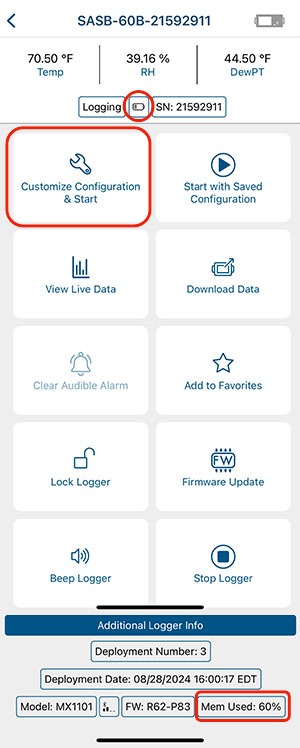 SASB-60B-21592911
70.50 °F 39.16 % 44.50 °F
Temp RH DewPT
Logging SN: 21592911
Customize Configuration
& Start
Start with Saved
Configuration
View Live Data
Download Data
Clear Audible Alarm
Add to Favorites
Lock Logger
FW
Firmware Update
Beep Logger
Stop Logger
Additional Logger Info
Deployment Number: 3
Deployment Date: 08/28/2024 16:00:17 EDT
Model: MX1101 FW: R62-P83 Mem Used: 60%